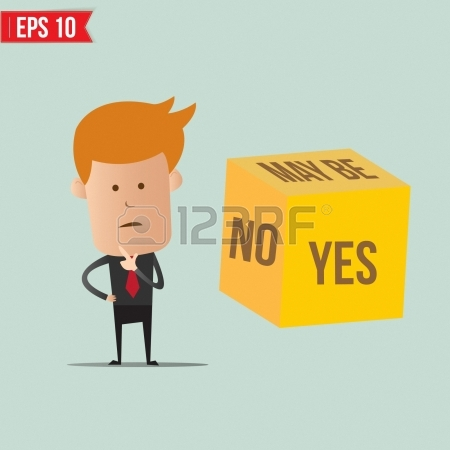 EPS 10
MAY BE
NO
YES
123RF